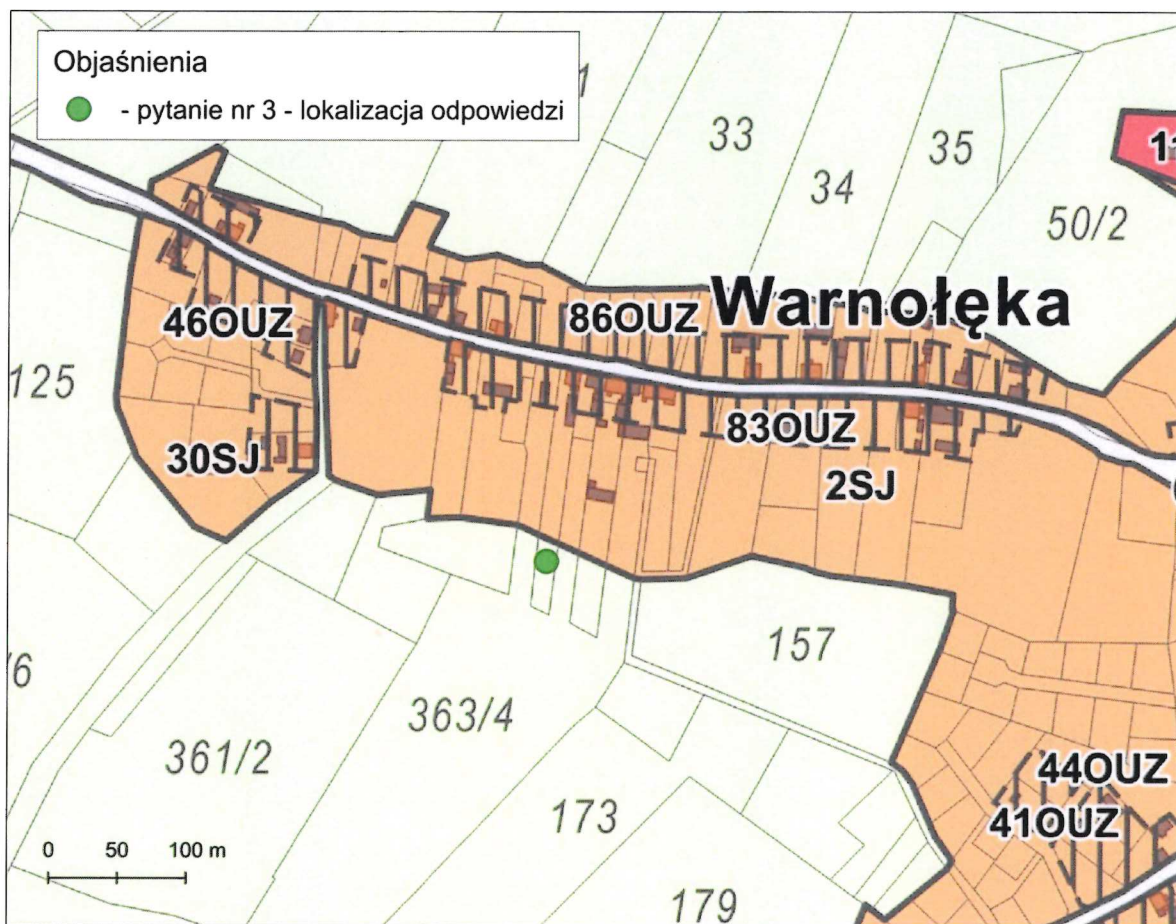 Objaśnienia
- pytanie nr 3 - lokalizacja odpowiedzi
33
35
34
50/2
Warnołęka
46OUZ
86OUZ
125
83OUZ
30SJ
2SJ
157
363/4
361/2
44OUZ
173
41OUZ
0 50 100 m
179